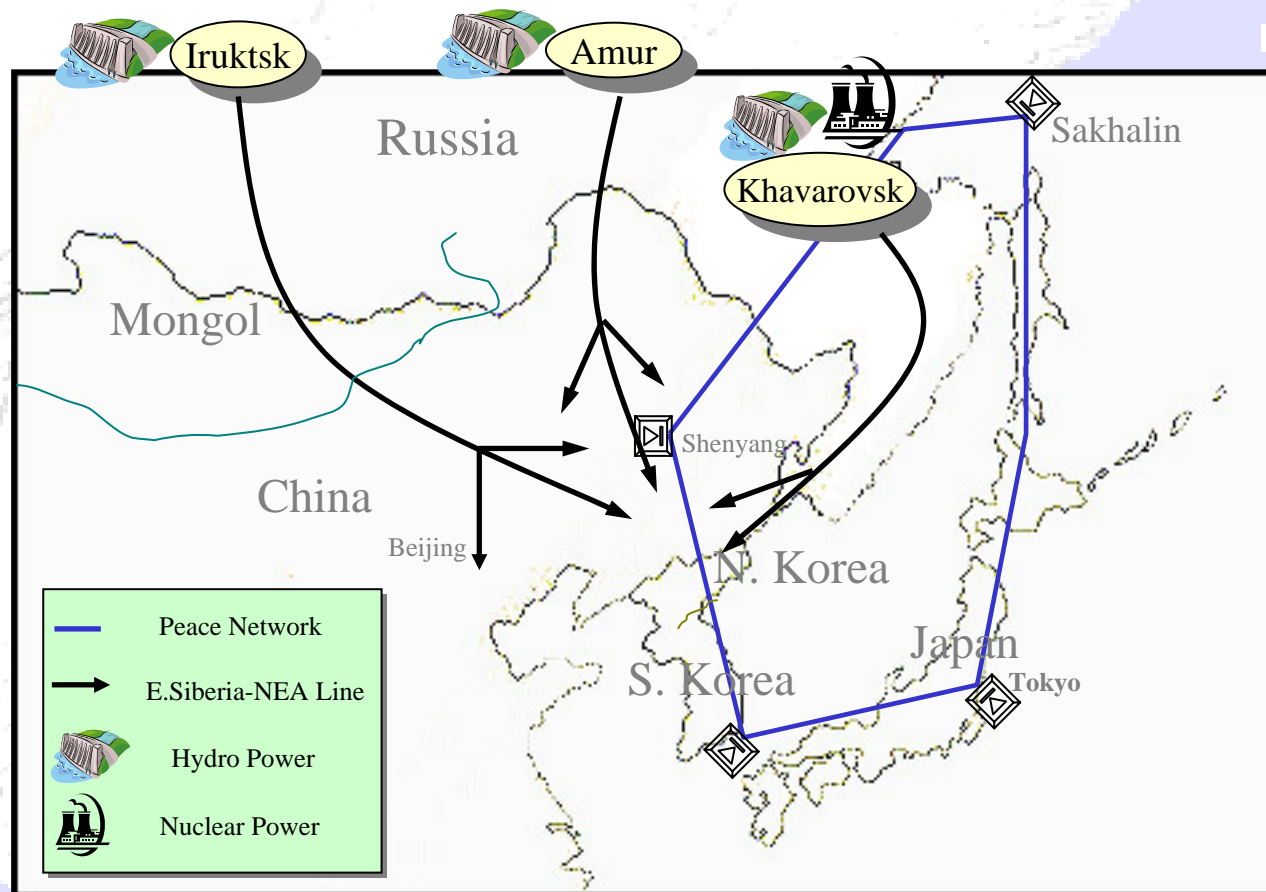 Iruktsk
Amur
Russia
Sakhalin
Khavarovsk
Mongol
Shenyang
China
Beijing
N. Korea
Japan
S. Korea
Tokyo
Peace Network
E.Siberia-NEA Line
Hydro Power
Nuclear Power